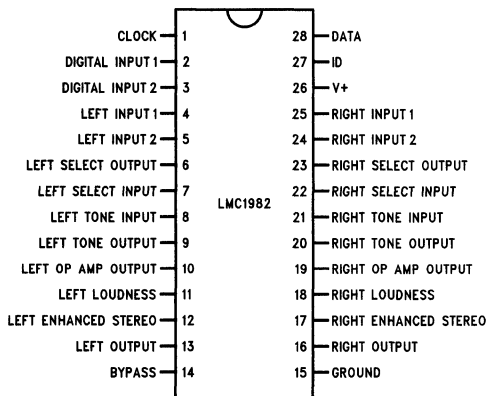 CLOCK 1 28 DATA
DIGITAL INPUT 1 2 27 ID
DIGITAL INPUT 2 3 26 V+
LEFT INPUT 1 4 25 RIGHT INPUT 1
LEFT INPUT 2 5 24 RIGHT INPUT 2
LEFT SELECT OUTPUT 6 23 RIGHT SELECT OUTPUT
LEFT SELECT INPUT 7 22 RIGHT SELECT INPUT
LMC1982
LEFT TONE INPUT 8 21 RIGHT TONE INPUT
LEFT TONE OUTPUT 9 20 RIGHT TONE OUTPUT
LEFT OP AMP OUTPUT 10 19 RIGHT OP AMP OUTPUT
LEFT LOUDNESS 11 18 RIGHT LOUDNESS
LEFT ENHANCED STEREO 12 17 RIGHT ENHANCED STEREO
LEFT OUTPUT 13 16 RIGHT OUTPUT
BYPASS 14 15 GROUND